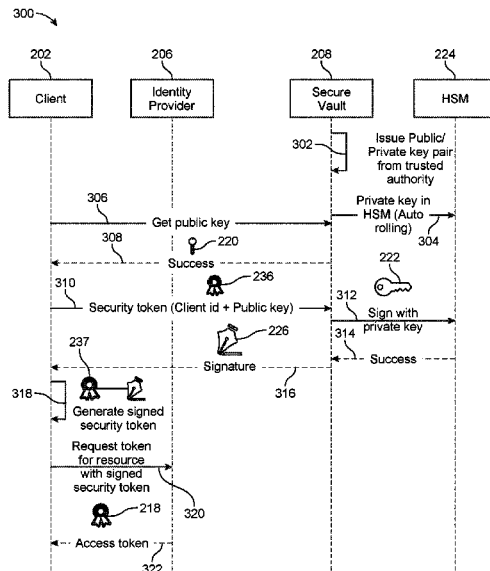 300
202
206
208
224
Client
Identity
Provider
Secure
Vault
HSM
302
Issue Public/
Private key pair
from trusted
authority
306
Get public key
Private key in
HSM (Auto
rolling)
304
308
220
Success
236
222
310
Security token (Client id + Public key)
312
Sign with
private key
226
314
Success
237
Signature
316
318
Generate signed
security token
Request token
for resource
with signed
security token
320
218
Access token
322